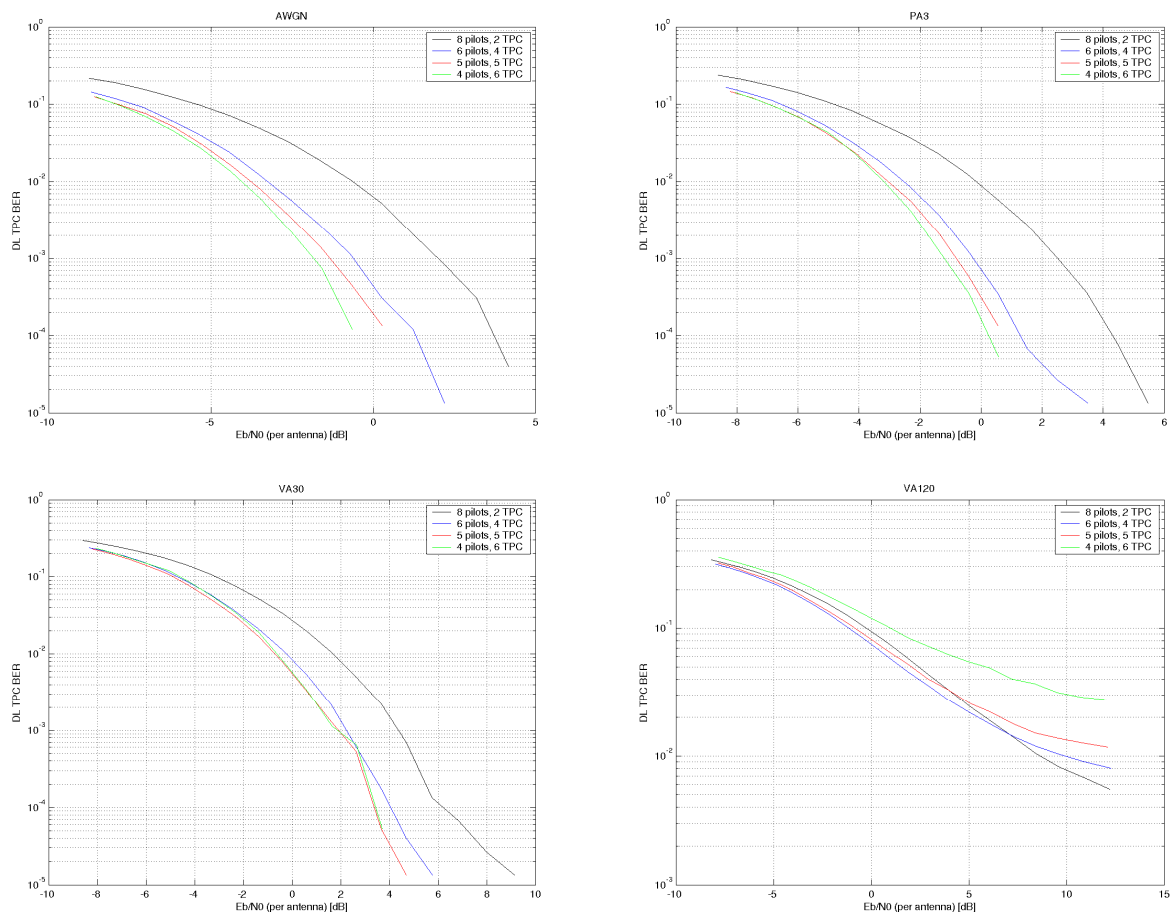 AWGN
10^0
10^-1
10^-2
10^-3
10^-4
10^-5
DL TPC BER
8 pilots, 2 TPC
6 pilots, 4 TPC
5 pilots, 5 TPC
4 pilots, 6 TPC
-10 -5 0 5
Eb/N0 (per antenna) [dB]
PA3
10^0
10^-1
10^-2
10^-3
10^-4
10^-5
DL TPC BER
8 pilots, 2 TPC
6 pilots, 4 TPC
5 pilots, 5 TPC
4 pilots, 6 TPC
-10 -8 -6 -4 -2 0 2 4 6
Eb/N0 (per antenna) [dB]
VA30
10^0
10^-1
10^-2
10^-3
10^-4
10^-5
DL TPC BER
8 pilots, 2 TPC
6 pilots, 4 TPC
5 pilots, 5 TPC
4 pilots, 6 TPC
-10 -8 -6 -4 -2 0 2 4 6 8 10
Eb/N0 (per antenna) [dB]
VA120
10^0
10^-1
10^-2
10^-3
DL TPC BER
8 pilots, 2 TPC
6 pilots, 4 TPC
5 pilots, 5 TPC
4 pilots, 6 TPC
-10 -5 0 5 10 15
Eb/N0 (per antenna) [dB]